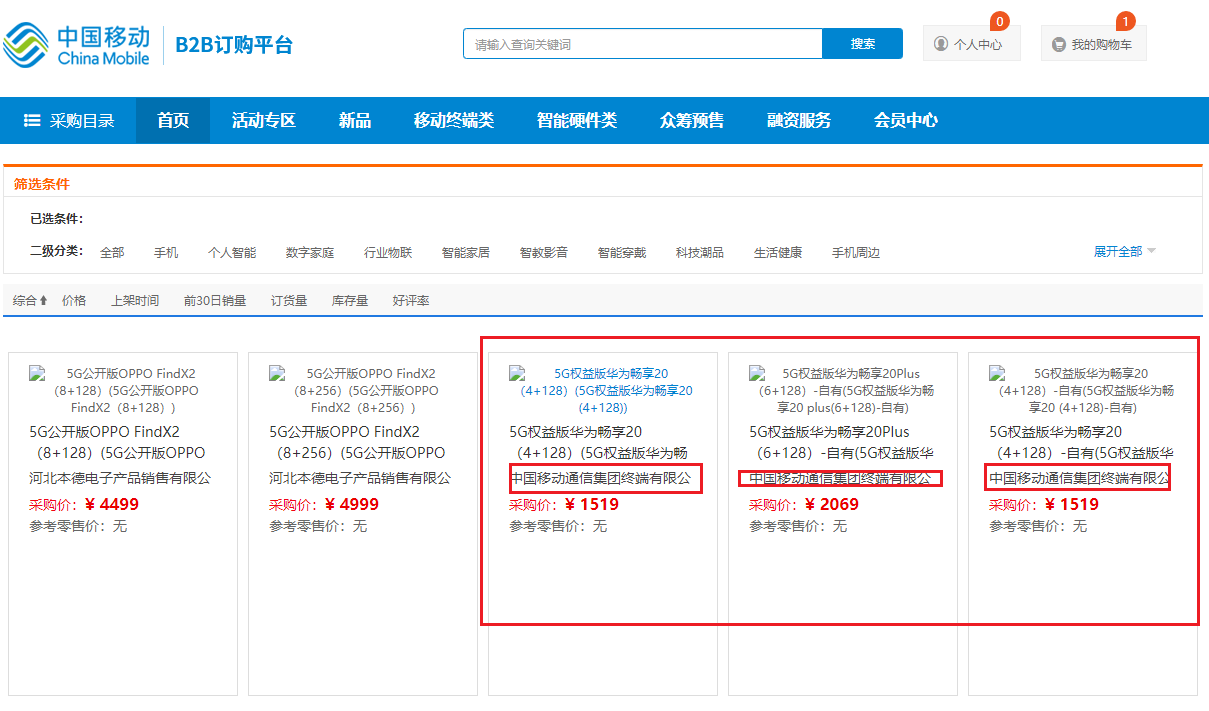 中国移动
China Mobile
B2B订购平台
请输入查询关键词
搜索
0
个人中心
1
我的购物车
采购目录
首页
活动专区
新品
移动终端类
智能硬件类
众筹预售
融资服务
会员中心
筛选条件
已选条件：
二级分类： 全部 手机 个人智能 数字家庭 行业物联 智能家居 智教影音 智能穿戴 科技潮品 生活健康 手机周边
展开全部
综合 价格 上架时间 前30日销量 订货量 库存量 好评率
5G公开版OPPO FindX2
（8+128）(5G公开版OPPO
FindX2（8+128）)
5G公开版OPPO FindX2
（8+128）(5G公开版OPPO
河北本德电子产品销售有限公
采购价：¥ 4499
参考零售价：无
5G公开版OPPO FindX2
（8+256）(5G公开版OPPO
FindX2（8+256）)
5G公开版OPPO FindX2
（8+256）(5G公开版OPPO
河北本德电子产品销售有限公
采购价：¥ 4999
参考零售价：无
5G权益版华为畅享20
（4+128）(5G权益版华为畅享20
(4+128))
5G权益版华为畅享20
（4+128）(5G权益版华为畅
中国移动通信集团终端有限公
采购价：¥ 1519
参考零售价：无
5G权益版华为畅享20Plus
（6+128）-自有(5G权益版华为畅
享20 plus(6+128)-自有)
5G权益版华为畅享20Plus
（6+128）-自有(5G权益版华
中国移动通信集团终端有限公
采购价：¥ 2069
参考零售价：无
5G权益版华为畅享20
（4+128）-自有(5G权益版华为畅
享20 (4+128)-自有)
5G权益版华为畅享20
（4+128）-自有(5G权益版华
中国移动通信集团终端有限公
采购价：¥ 1519
参考零售价：无